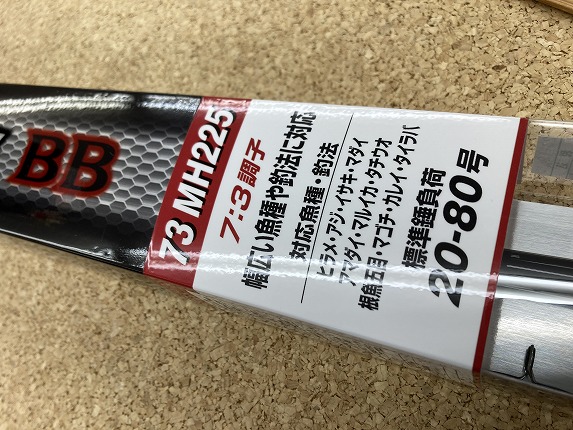 BB
73 MH225
7:3調子
幅広い魚種や釣法に対応
対応魚種・釣法
ヒラメ・アジ・イサキ・マダイ
アマダイ・マルイカ・タチウオ
根魚五目・マゴチ・カレイ・タイラバ
標準錘負荷
20-80号